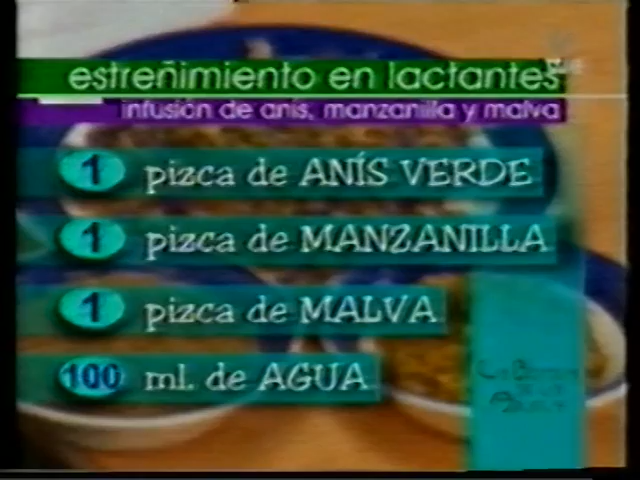 estreñimiento en lactantes
infusión de anís, manzanilla y malva
1 pizca de ANÍS VERDE
1 pizca de MANZANILLA
1 pizca de MALVA
100 ml. de AGUA